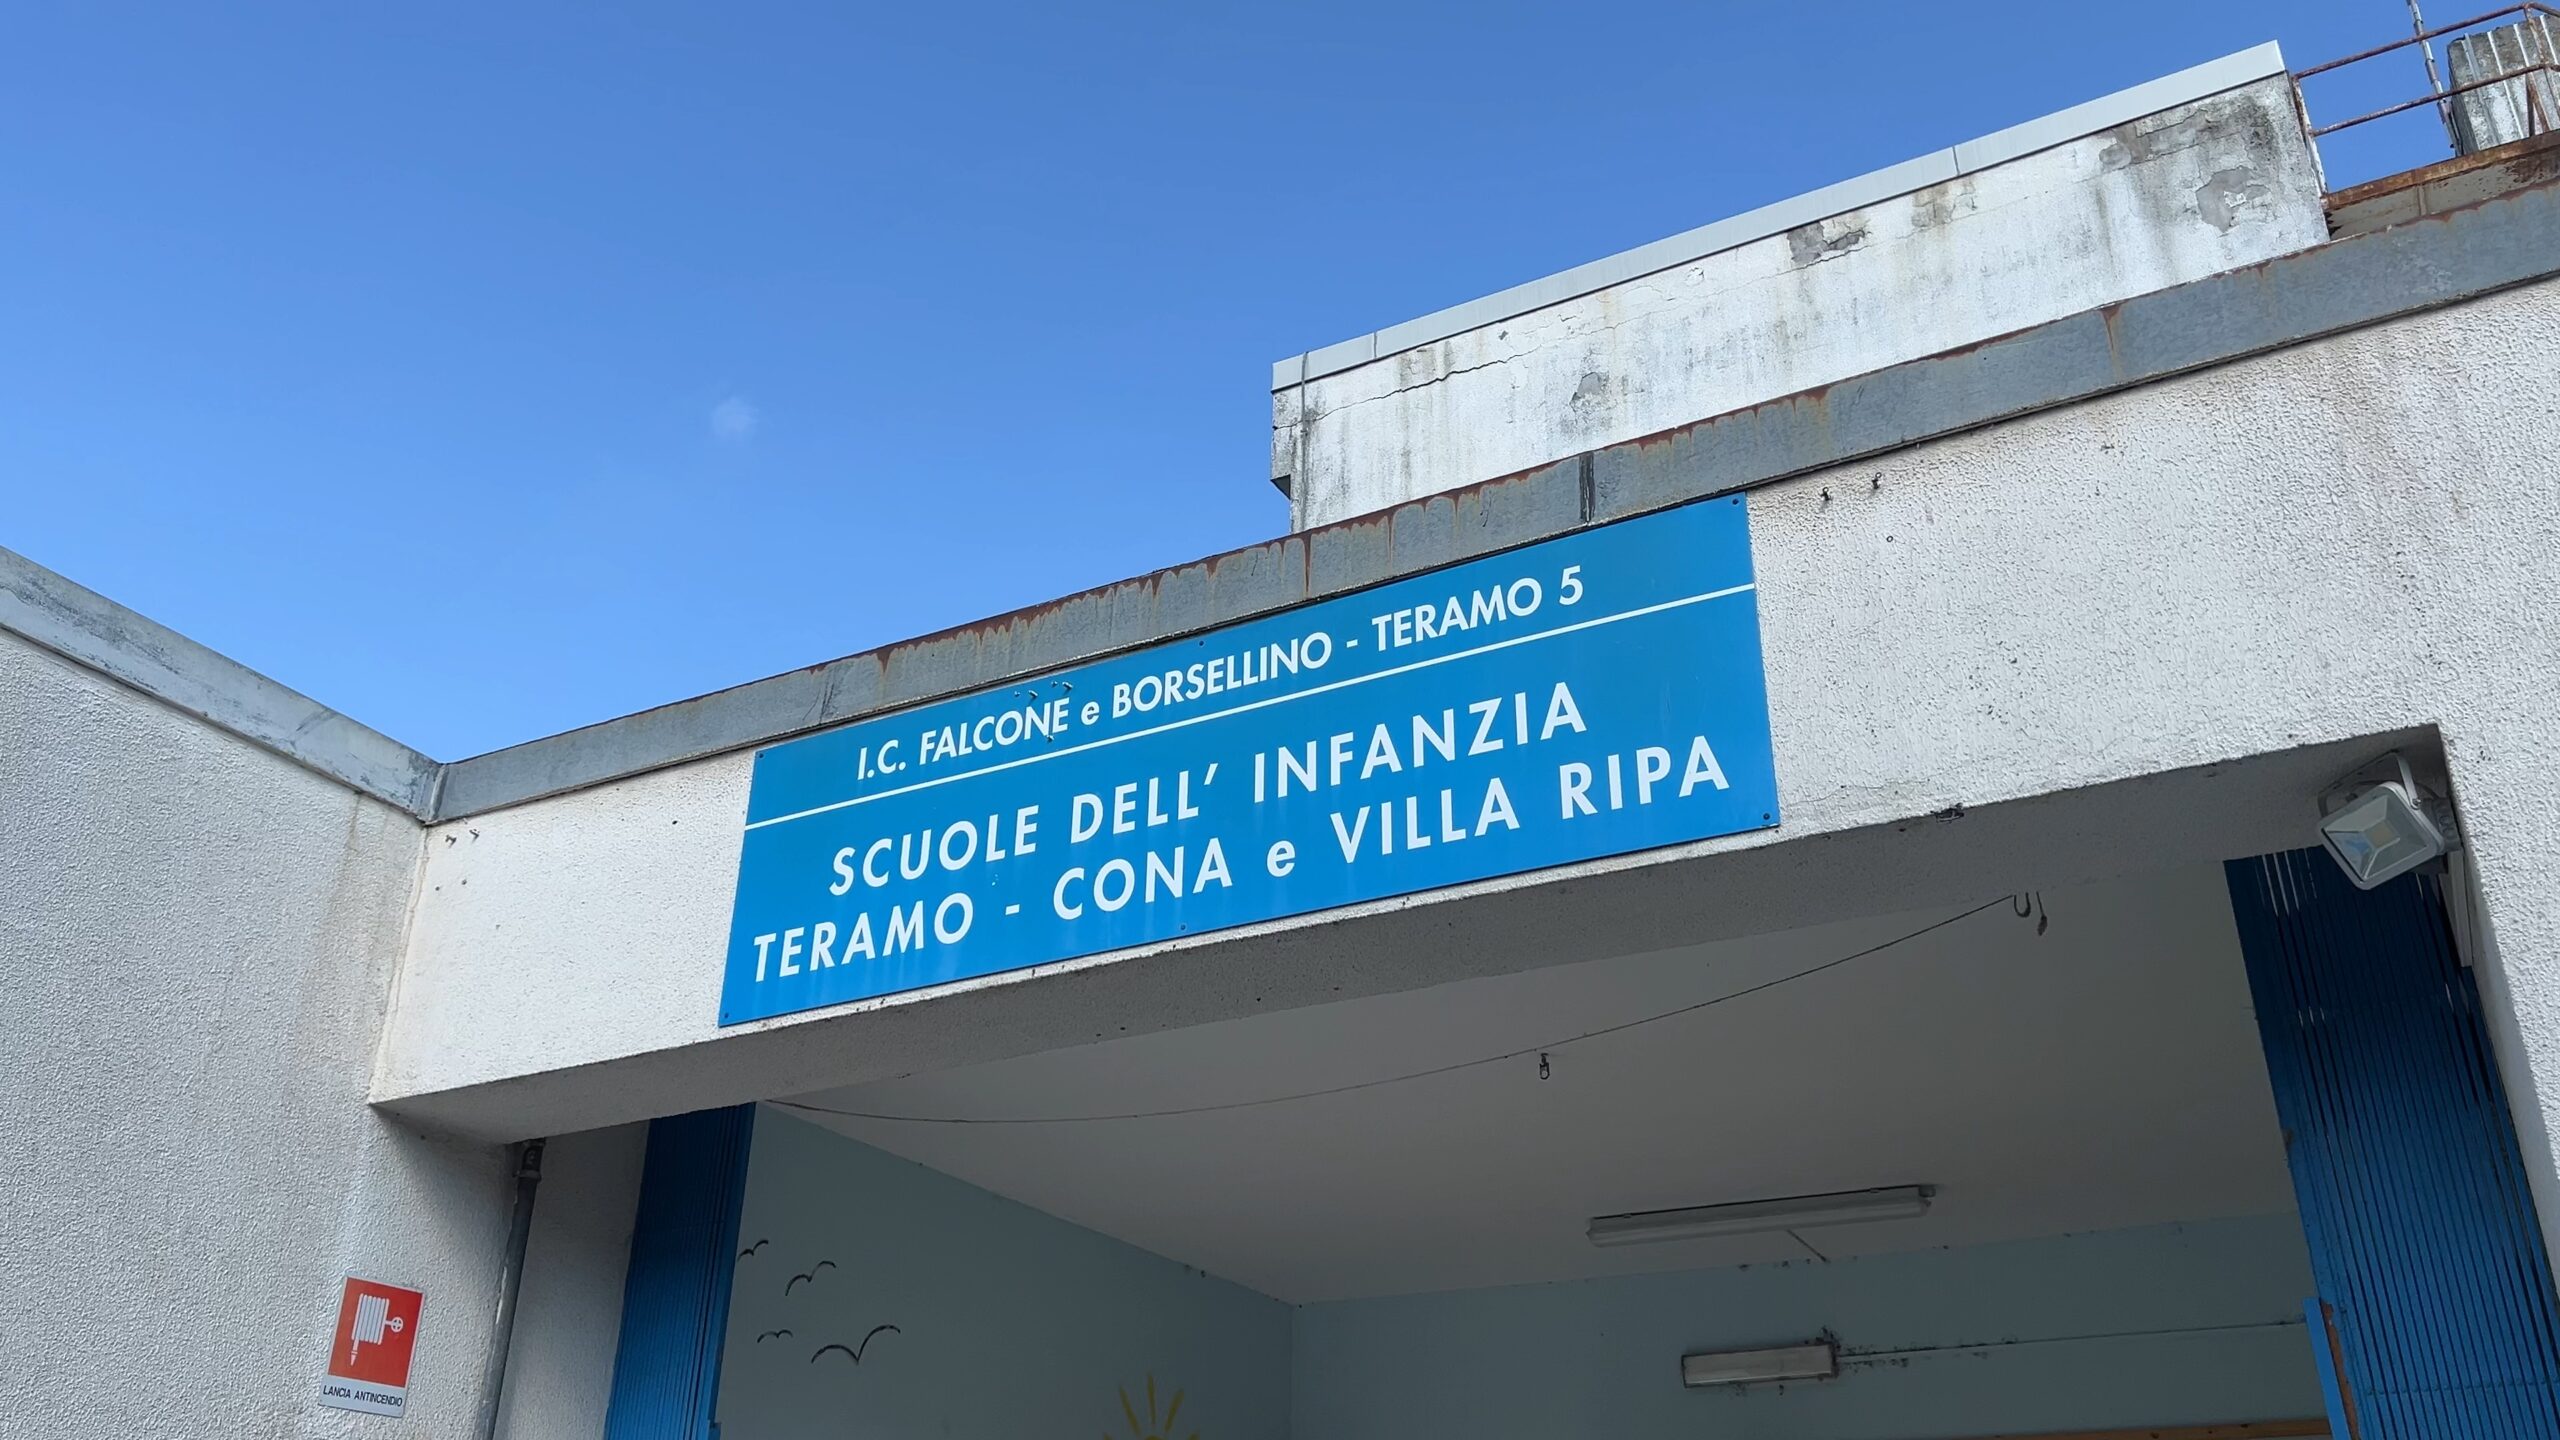 I.C. FALCONE e BORSELLINO - TERAMO 5
SCUOLE DELL' INFANZIA
TERAMO - CONA e VILLA RIPA
LANCIA ANTINCENDIO